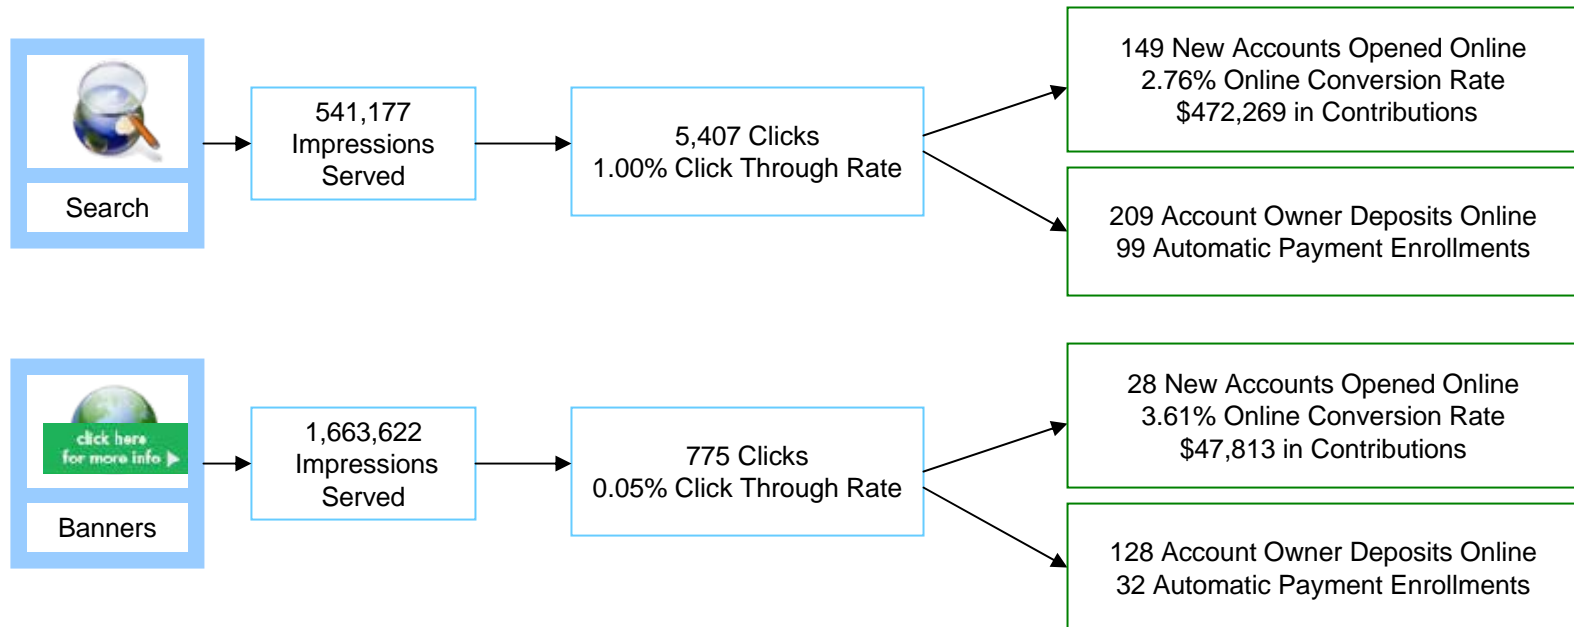 Search
541,177
Impressions
Served
5,407 Clicks
1.00% Click Through Rate
149 New Accounts Opened Online
2.76% Online Conversion Rate
$472,269 in Contributions
209 Account Owner Deposits Online
99 Automatic Payment Enrollments
click here
for more info
Banners
1,663,622
Impressions
Served
775 Clicks
0.05% Click Through Rate
28 New Accounts Opened Online
3.61% Online Conversion Rate
$47,813 in Contributions
128 Account Owner Deposits Online
32 Automatic Payment Enrollments